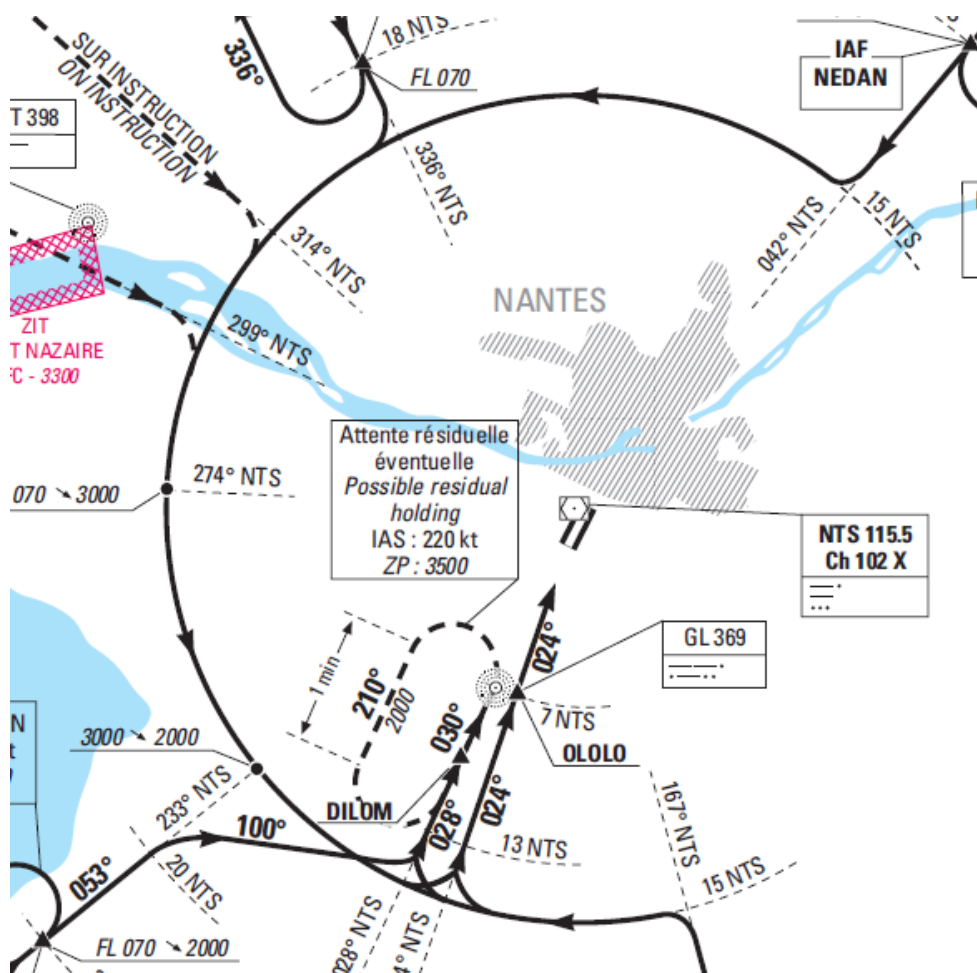 18 NTS
336°
FL 070
IAF
NEDAN
SUR INSTRUCTION
ON INSTRUCTION
T 398
336° NTS
314° NTS
042° NTS
15 NTS
NANTES
ZIT
T NAZAIRE
FC - 3300
299° NTS
Attente résiduelle
éventuelle
Possible residual
holding
IAS : 220 kt
ZP : 3500
274° NTS
070 ➘ 3000
NTS 115.5
Ch 102 X
024°
GL 369
1 min
210°
2000
030°
7 NTS
OLOLO
3000 ➘ 2000
DILOM
028°
024°
233° NTS
100°
13 NTS
167° NTS
15 NTS
053°
20 NTS
FL 070 ➘ 2000
028° NTS
4° NTS
N
t